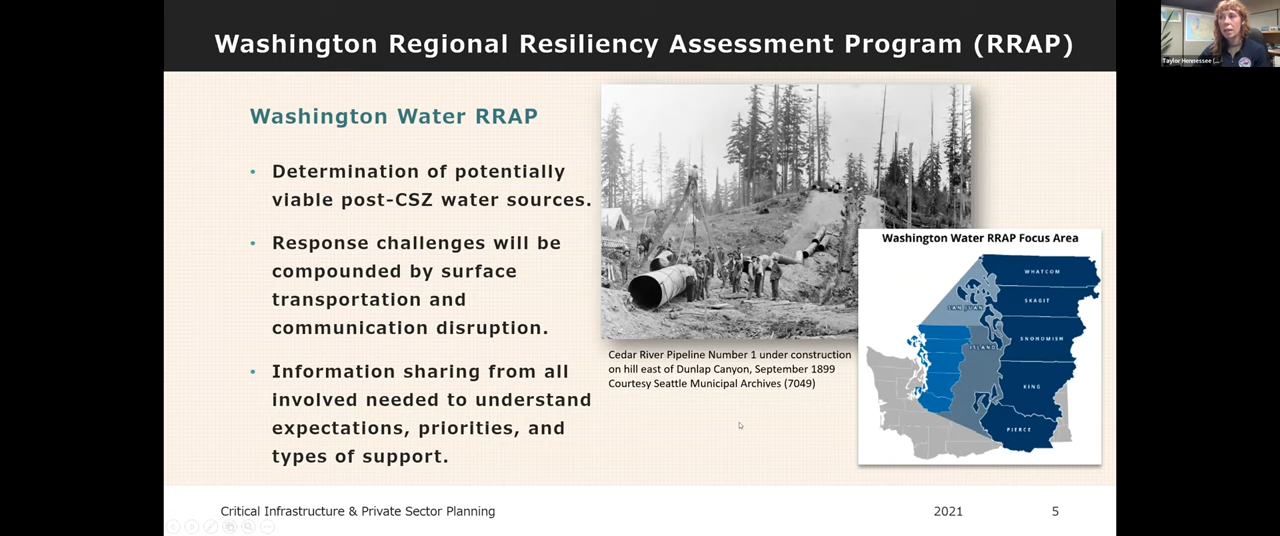 Washington Regional Resiliency Assessment Program (RRAP)
Taylor Hennessee (...
Washington Water RRAP
• Determination of potentially
viable post-CSZ water sources.
• Response challenges will be
compounded by surface
transportation and
communication disruption.
• Information sharing from all
involved needed to understand
expectations, priorities, and
types of support.
Cedar River Pipeline Number 1 under construction
on hill east of Dunlap Canyon, September 1899
Courtesy Seattle Municipal Archives (7049)
Washington Water RRAP Focus Area
WHATCOM
SKAGIT
SAN JUAN
SNOHOMISH
ISLAND
KING
PIERCE
Critical Infrastructure & Private Sector Planning
2021
5